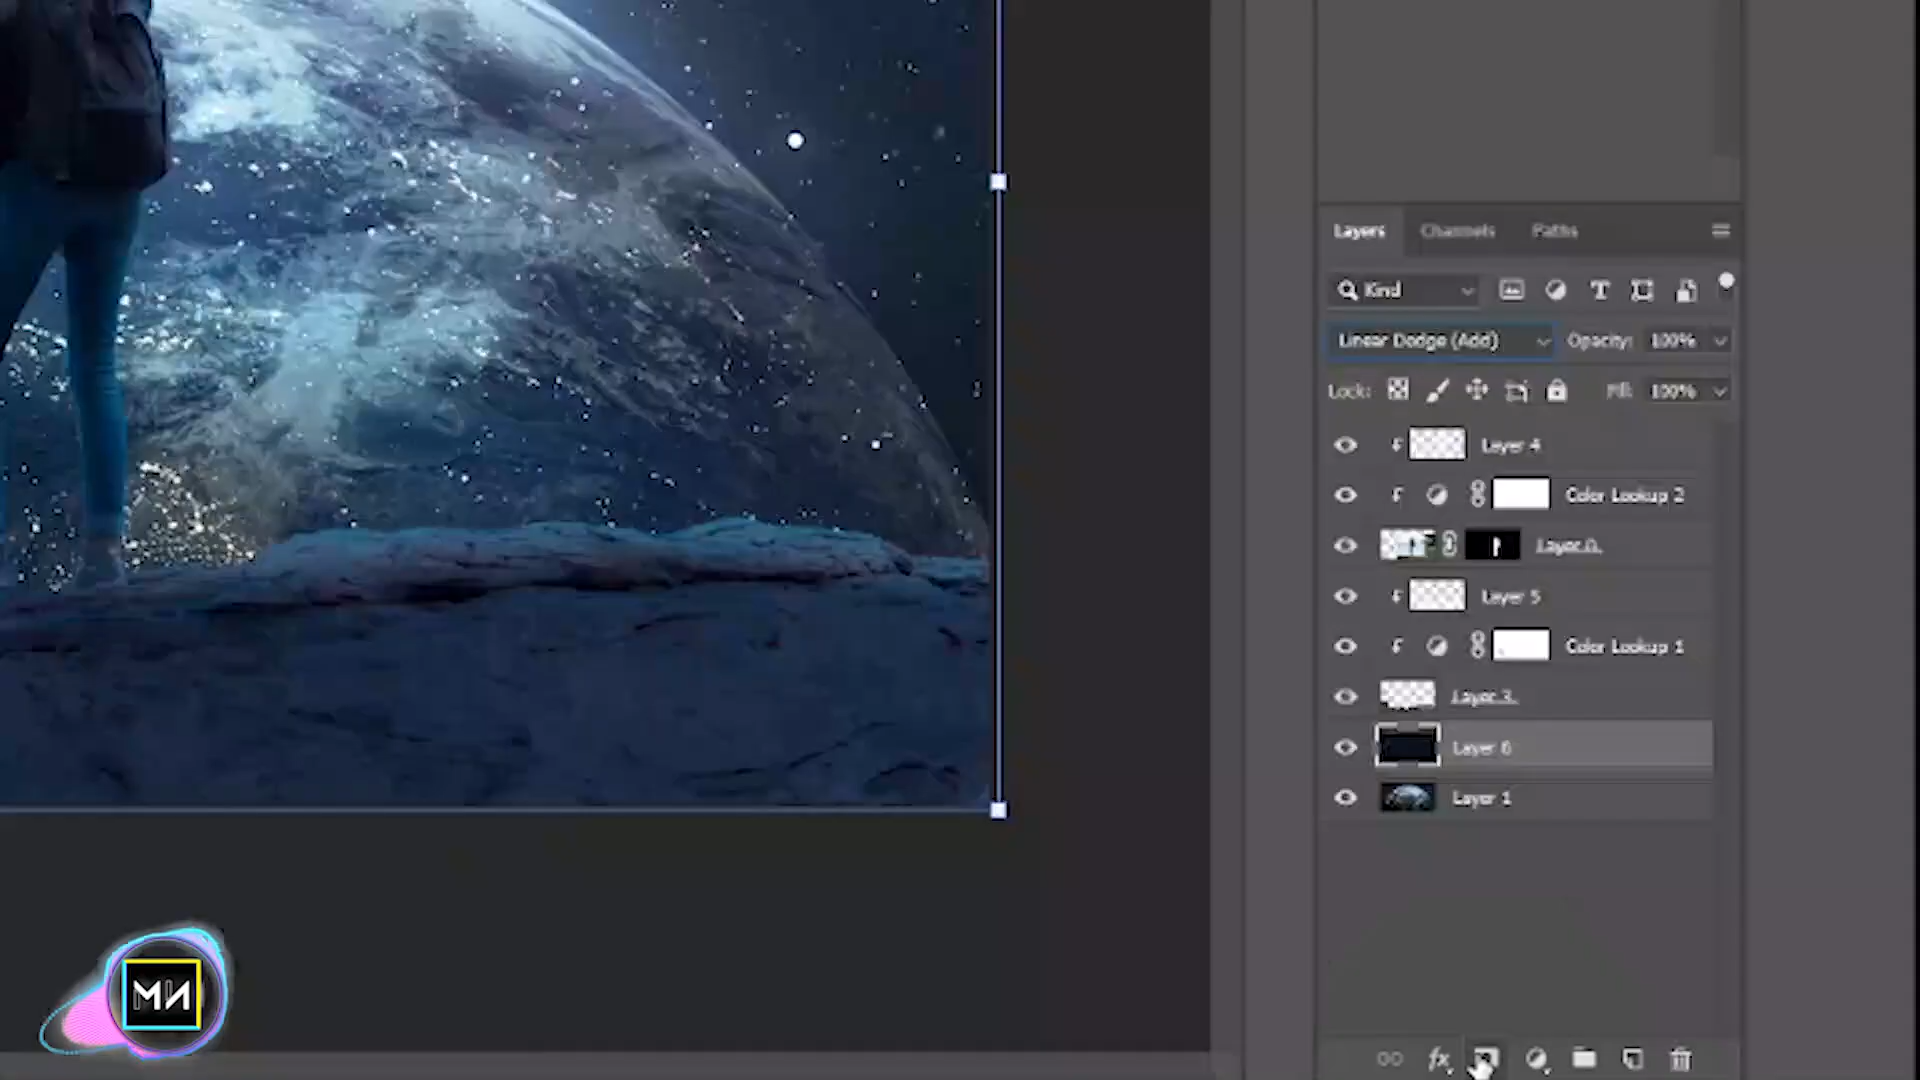 Layers Channels Paths
Kind
Linear Dodge (Add) Opacity: 100%
Lock: Fill: 100%
Layer 4
Color Lookup 2
Layer 0
Layer 5
Color Lookup 1
Layer 3
Layer 6
Layer 1
fx